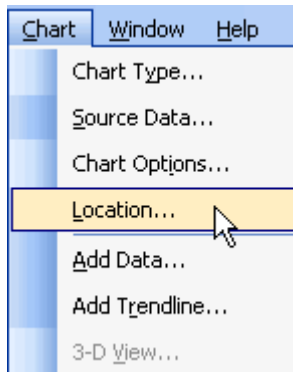 Chart Window Help
Chart Type...
Source Data...
Chart Options...
Location...
Add Data...
Add Trendline...
3-D View...